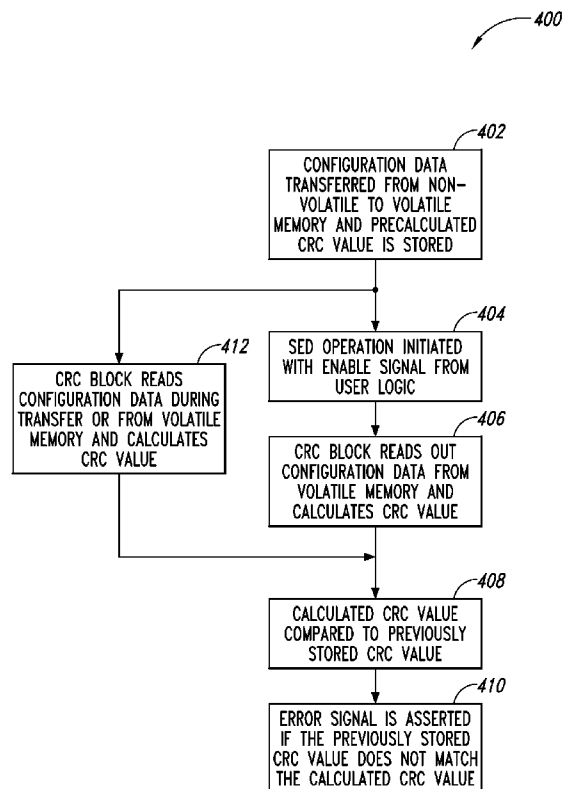 400
402
CONFIGURATION DATA
TRANSFERRED FROM NON-
VOLATILE TO VOLATILE
MEMORY AND PRECALCULATED
CRC VALUE IS STORED
404
SED OPERATION INITIATED
WITH ENABLE SIGNAL FROM
USER LOGIC
412
CRC BLOCK READS
CONFIGURATION DATA DURING
TRANSFER OR FROM VOLATILE
MEMORY AND CALCULATES
CRC VALUE
406
CRC BLOCK READS OUT
CONFIGURATION DATA FROM
VOLATILE MEMORY AND
CALCULATES CRC VALUE
408
CALCULATED CRC VALUE
COMPARED TO PREVIOUSLY
STORED CRC VALUE
410
ERROR SIGNAL IS ASSERTED
IF THE PREVIOUSLY STORED
CRC VALUE DOES NOT MATCH
THE CALCULATED CRC VALUE